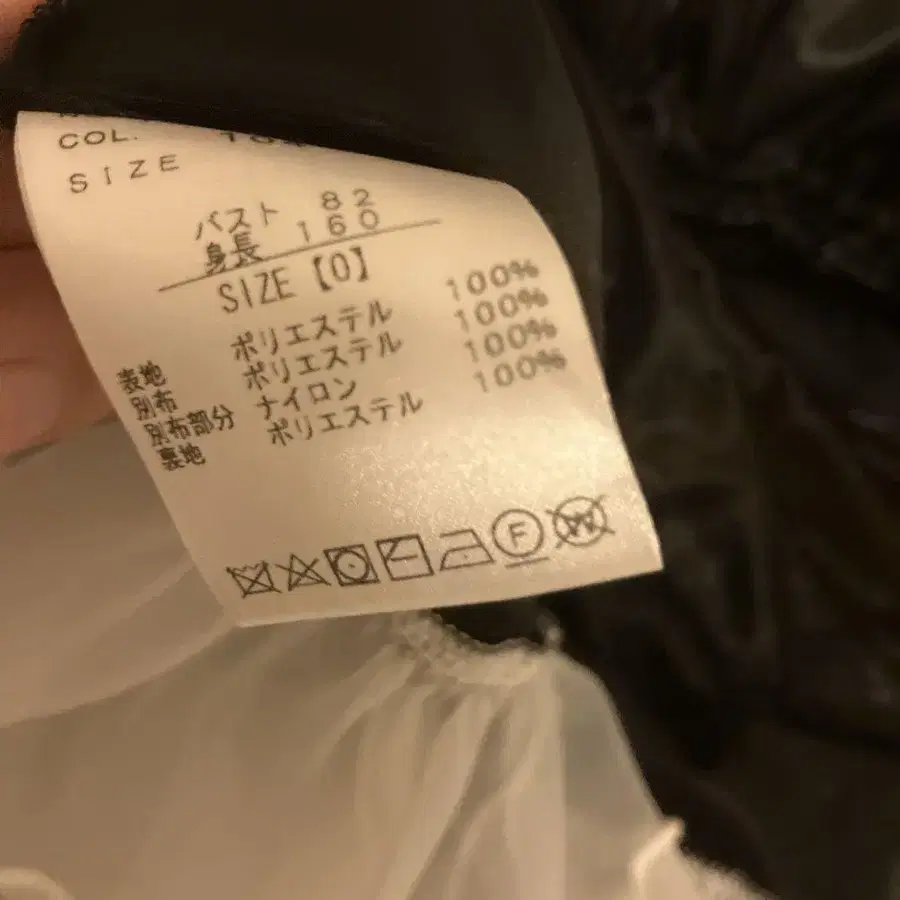 COL.
SIZE
バスト 82
身長 160
SIZE【0】
表地 ポリエステル 100%
別布 ポリエステル 100%
別布部分 ナイロン 100%
裏地 ポリエステル 100%
F
W